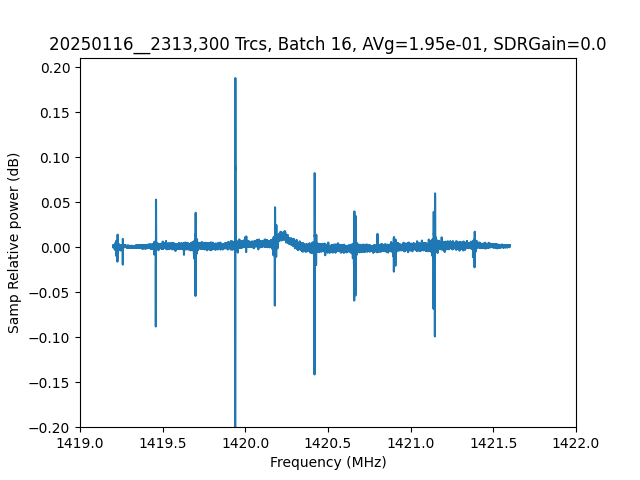 20250116__2313,300 Trcs, Batch 16, AVg=1.95e-01, SDRGain=0.0
0.20
0.15
0.10
0.05
0.00
−0.05
−0.10
−0.15
−0.20
Samp Relative power (dB)
1419.0 1419.5 1420.0 1420.5 1421.0 1421.5 1422.0
Frequency (MHz)